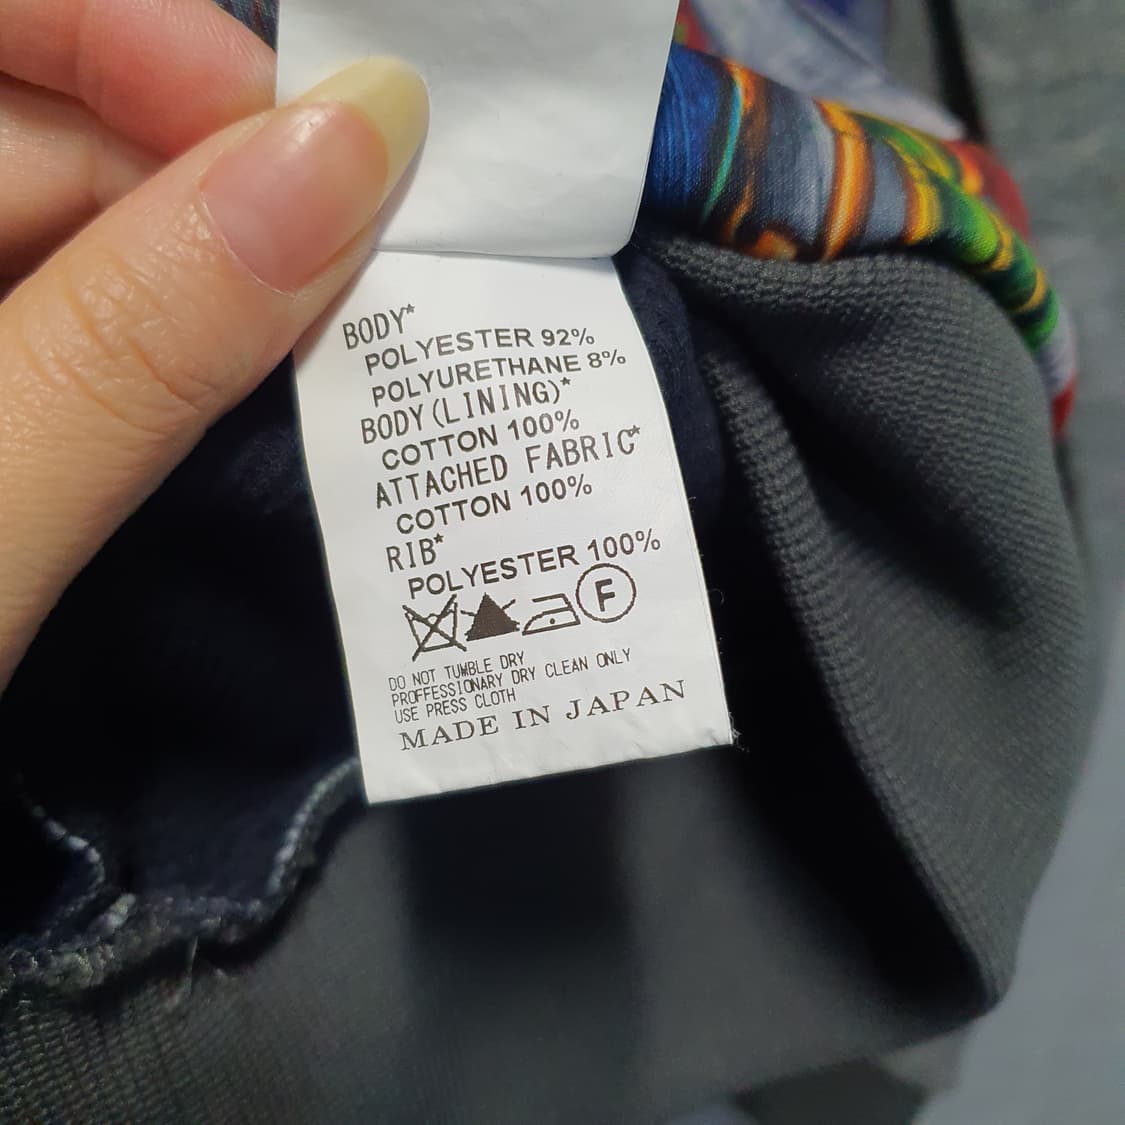 BODY*
POLYESTER 92%
POLYURETHANE 8%
BODY(LINING)*
COTTON 100%
ATTACHED FABRIC*
COTTON 100%
RIB*
POLYESTER 100%
F
DO NOT TUMBLE DRY
PROFFESSIONARY DRY CLEAN ONLY
USE PRESS CLOTH
MADE IN JAPAN